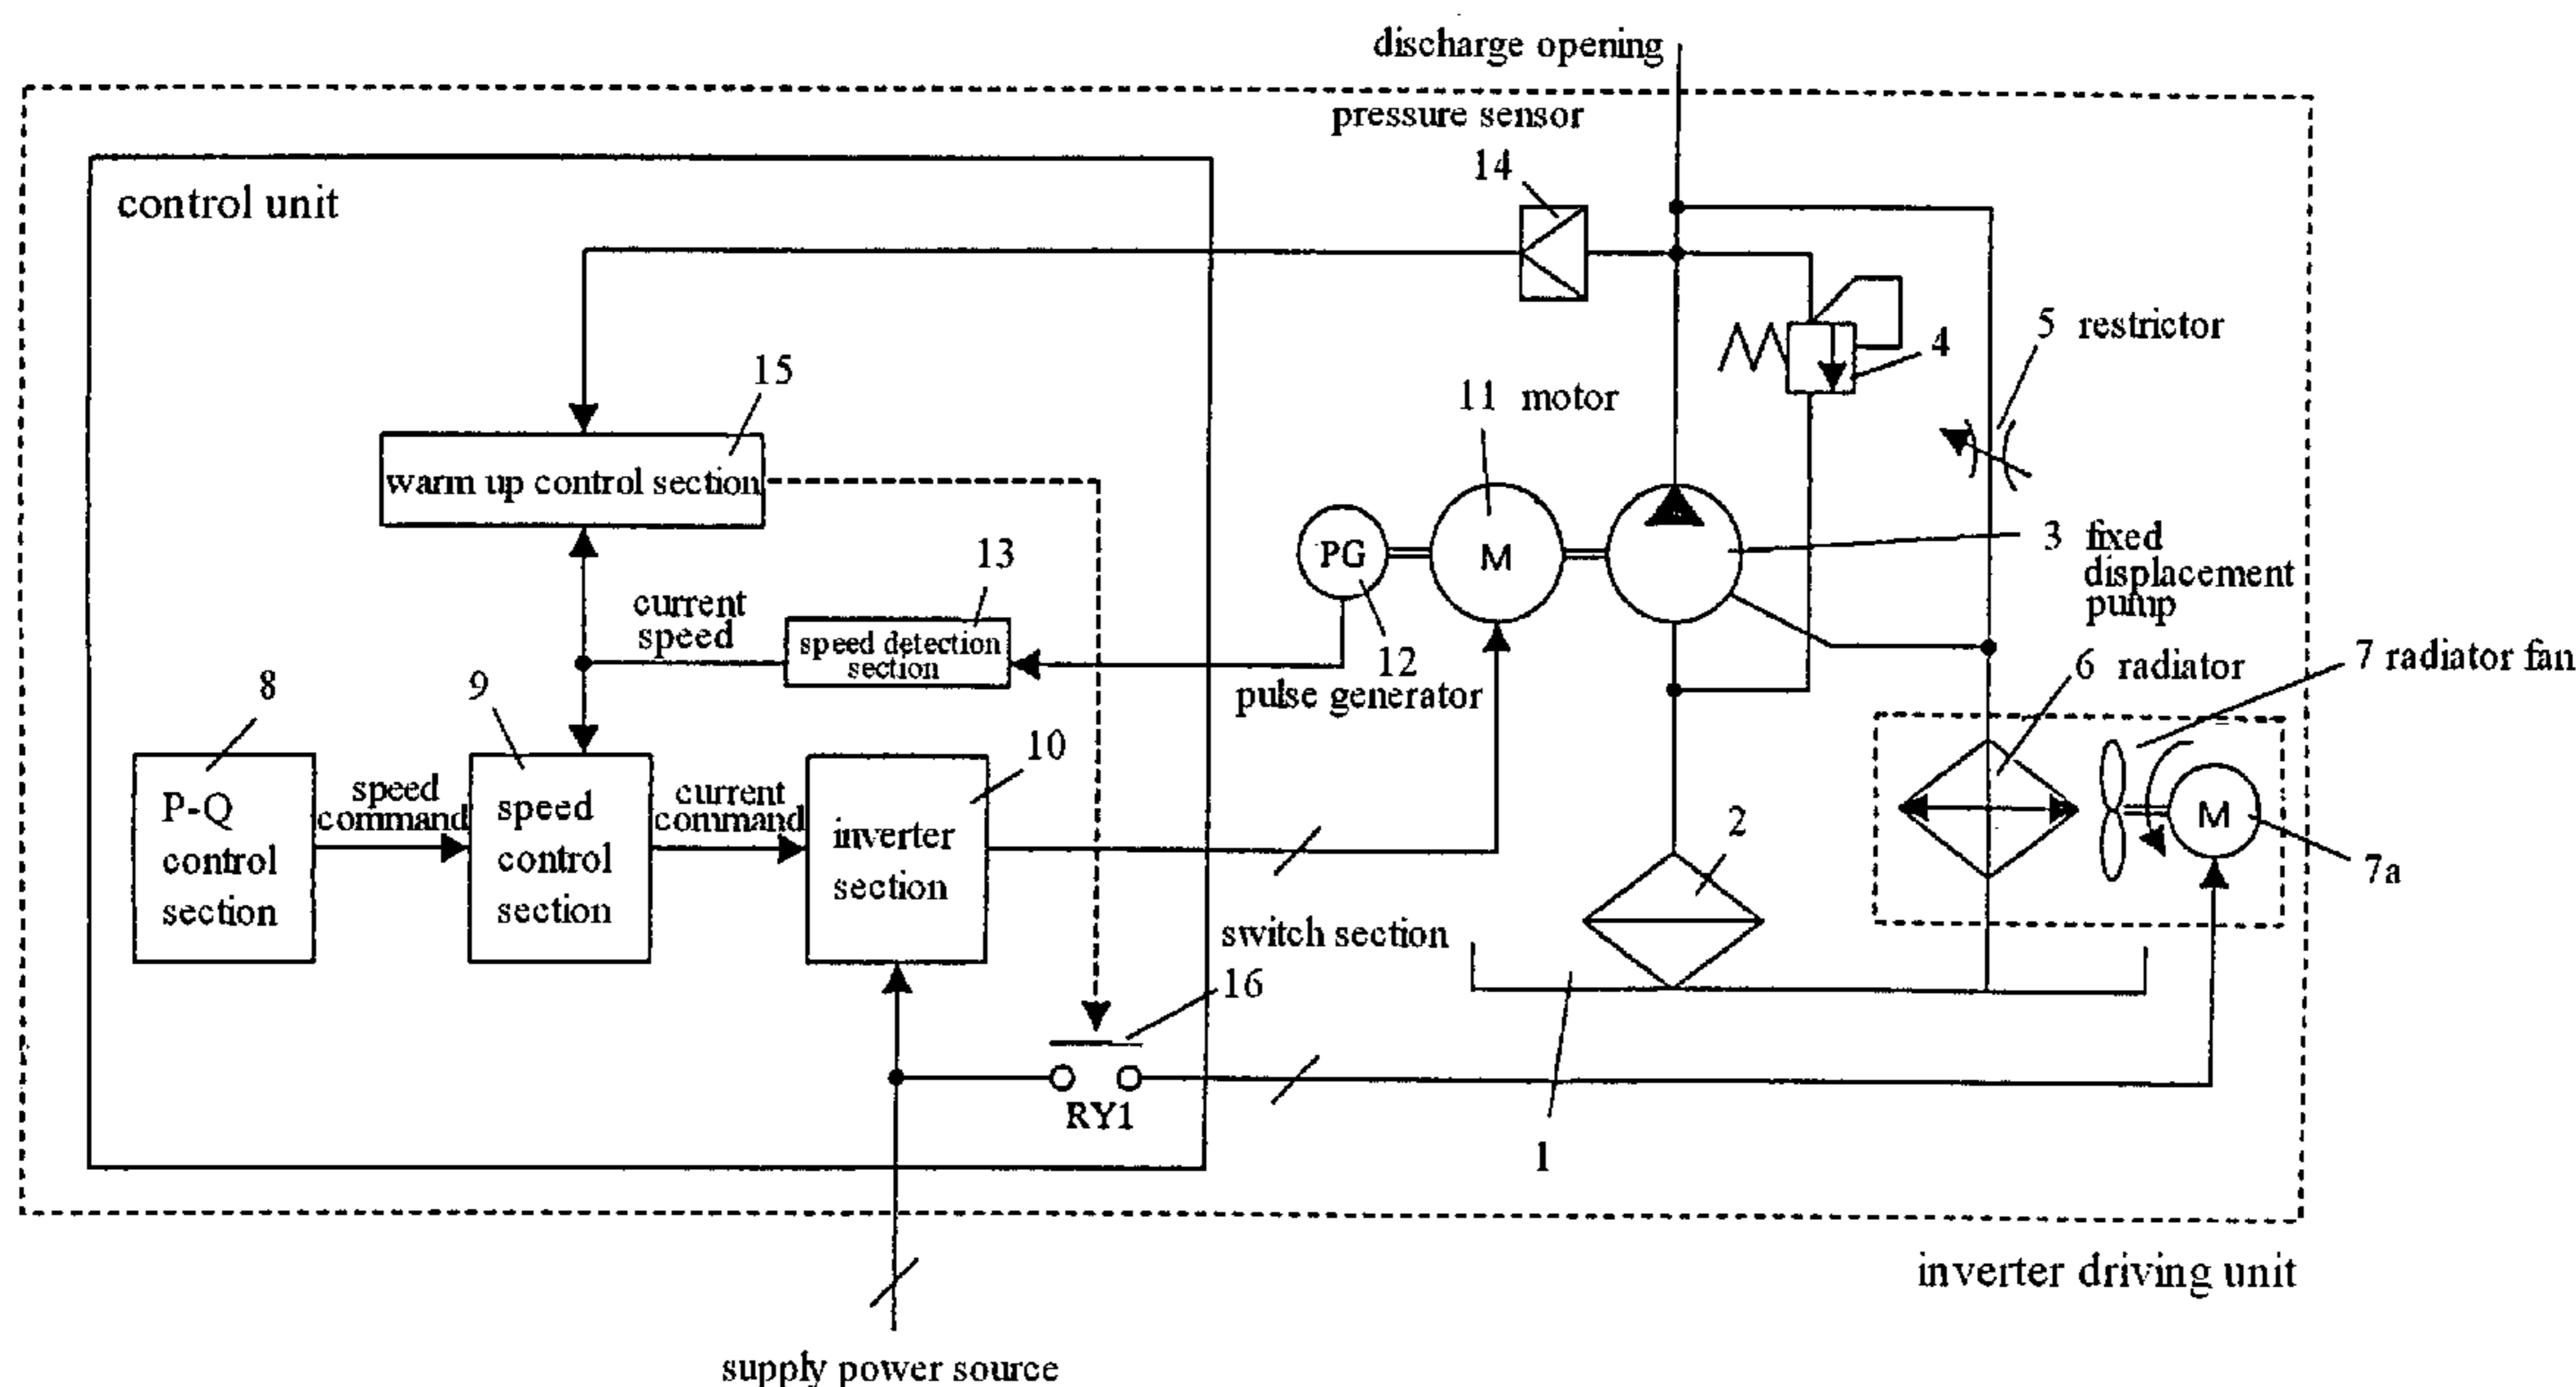 discharge opening
pressure sensor
14
control unit
5 restrictor
4
15
11 motor
warm up control section
3 fixed
displacement
pump
PG
M
13
current
speed
speed detection
section
12
pulse generator
6 radiator
7 radiator fan
8
9
10
speed
command
current
command
P-Q
control
section
speed
control
section
inverter
section
2
M
7a
switch section
16
RY1
1
inverter driving unit
supply power source